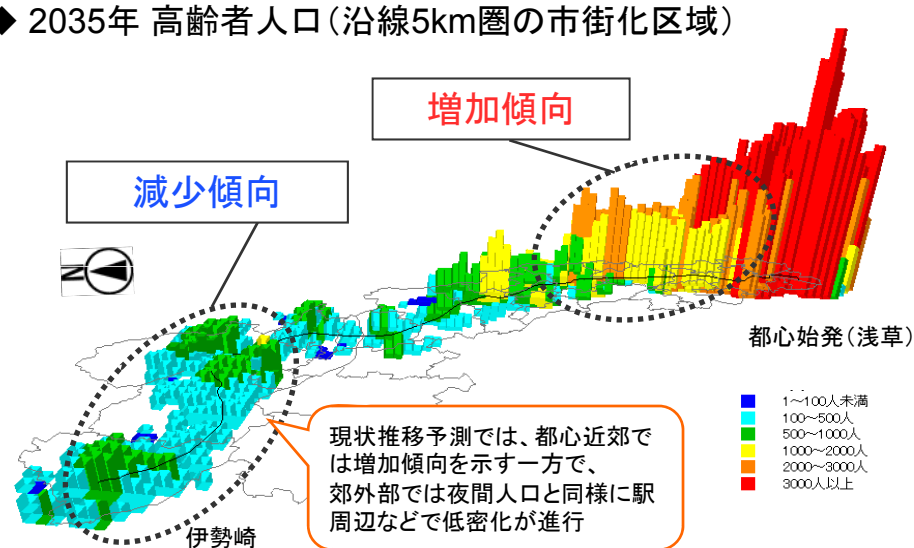 ◆ 2035年 高齢者人口（沿線5km圏の市街化区域）
増加傾向
減少傾向
N
都心始発（浅草）
1～100人未満
100～500人
500～1000人
1000～2000人
2000～3000人
3000人以上
現状推移予測では、都心近郊で
は増加傾向を示す一方で、
郊外部では夜間人口と同様に駅
周辺などで低密化が進行
伊勢崎